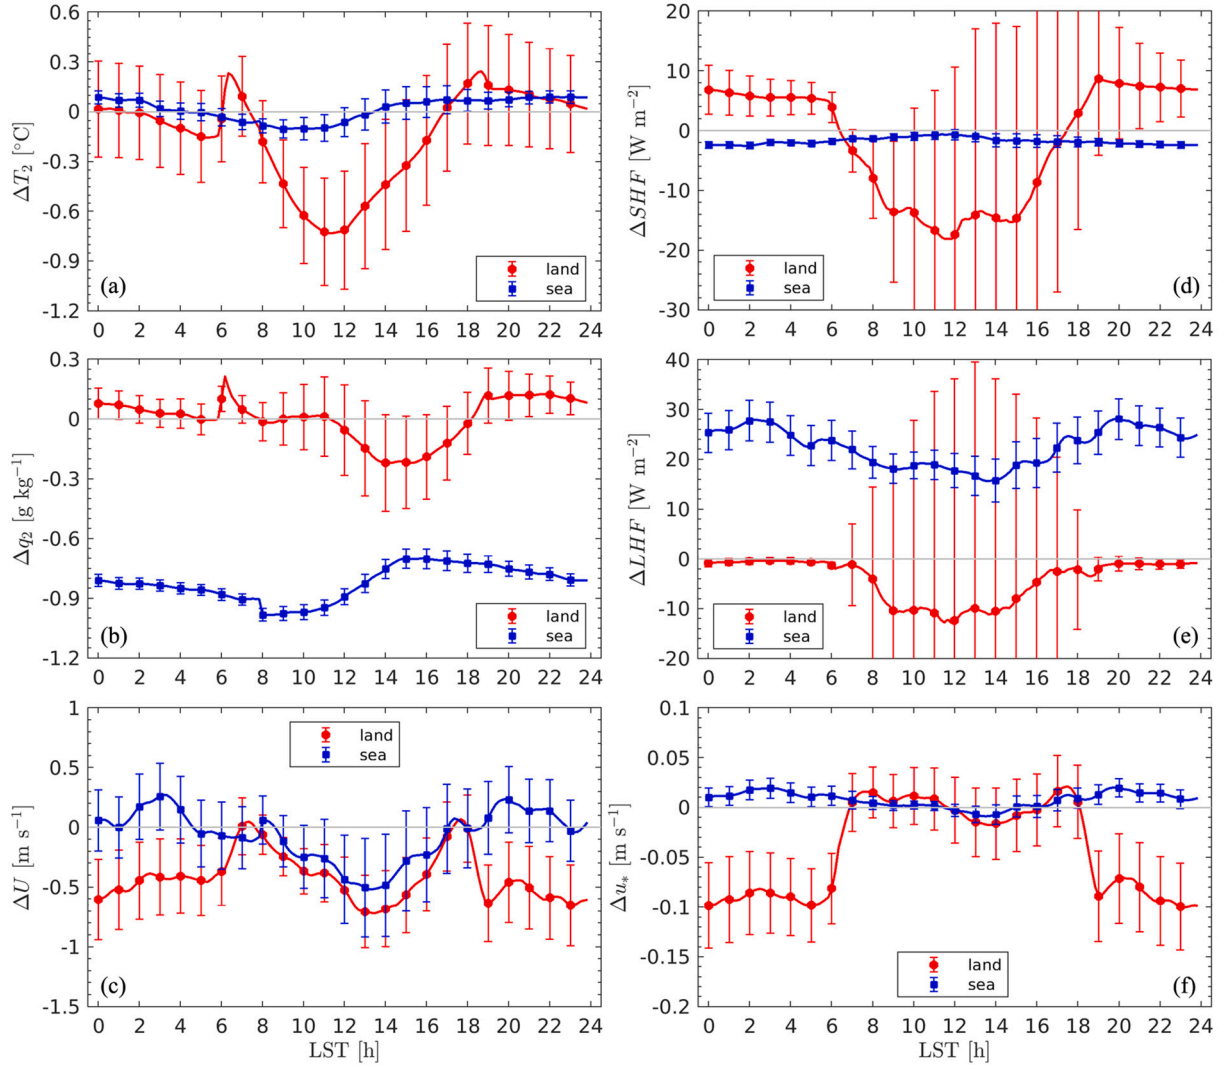 0.6
0.3
0
-0.3
-0.6
-0.9
-1.2
ΔT₂ [°C]
(a)
land
sea
0 2 4 6 8 10 12 14 16 18 20 22 24
20
10
0
-10
-20
-30
ΔSHF [W m⁻²]
(d)
land
sea
0 2 4 6 8 10 12 14 16 18 20 22 24
0.3
0
-0.3
-0.6
-0.9
-1.2
Δq₂ [g kg⁻¹]
(b)
land
sea
0 2 4 6 8 10 12 14 16 18 20 22 24
40
30
20
10
0
-10
-20
ΔLHF [W m⁻²]
(e)
land
sea
0 2 4 6 8 10 12 14 16 18 20 22 24
1
0.5
0
-0.5
-1
-1.5
ΔU [m s⁻¹]
(c)
land
sea
0 2 4 6 8 10 12 14 16 18 20 22 24
LST [h]
0.1
0.05
0
-0.05
-0.1
-0.15
-0.2
Δu* [m s⁻¹]
(f)
land
sea
0 2 4 6 8 10 12 14 16 18 20 22 24
LST [h]